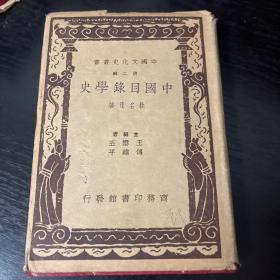 中國文化史叢書
第二輯
中國目錄學史
姚名達著
主編者
王雲五
傅緯平
商務印書館發行